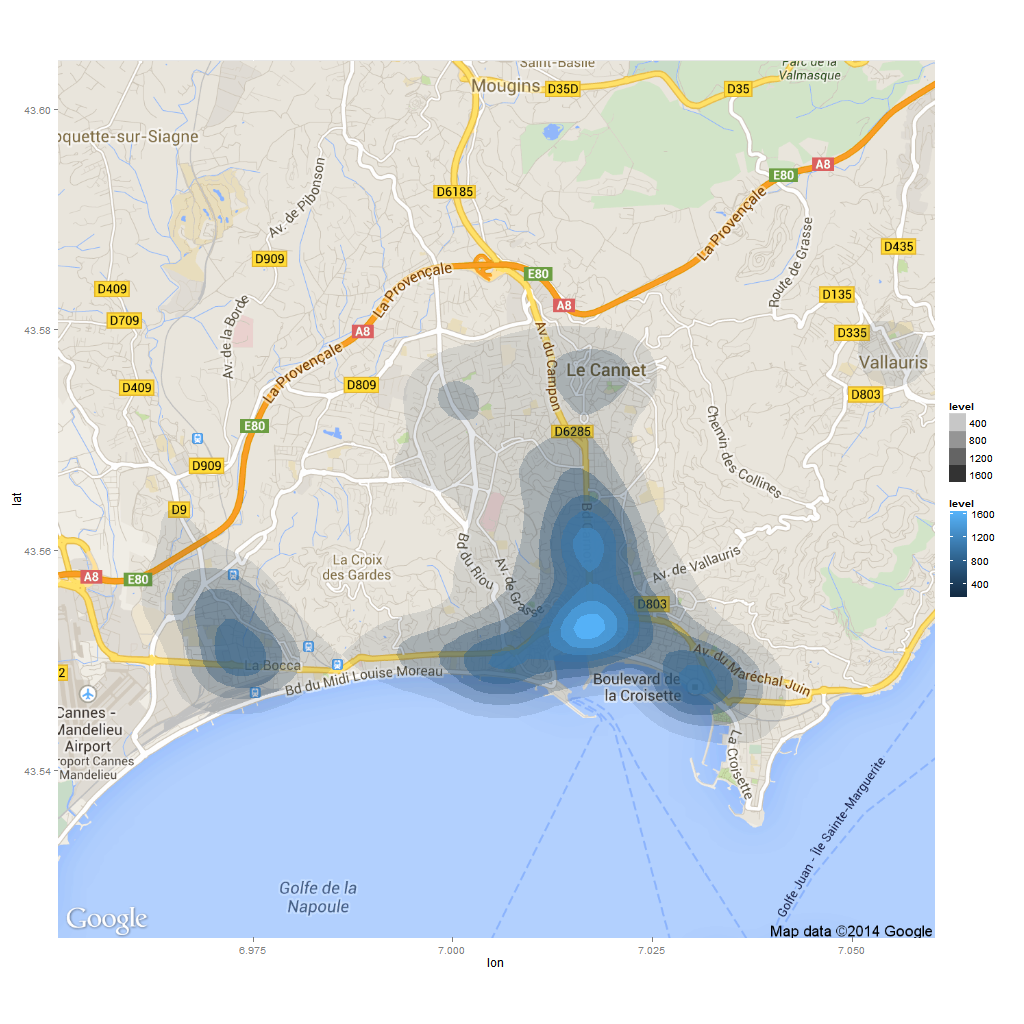 Saint-Basile
Parc de la
Valmasque
Mougins
D35D
D35
43.60
oquette-sur-Siagne
A8
E80
D6185
Av. de Pibonson
La Provençale
D435
D909
Route de Grasse
La Provençale
E80
D409
D135
A8
D709
Av. de la Borde
43.58
A8
D335
Av. du Campon
La Provençale
Vallauris
Le Cannet
D409
D809
D803
level
400
800
1200
1600
E80
D6285
Chemin des Collines
D909
lat
D9
level
1600
1200
800
400
Bd
43.56
La Croix
des Gardes
Bd du Riou
Av. de Grasse
Av. de Vallauris
A8
E80
D803
La Bocca
Av. du Maréchal Juin
2
Bd du Midi Louise Moreau
Boulevard de
la Croisette
Cannes -
Mandelieu
Airport
roport Cannes
Mandelieu
La Croisette
43.54
Golfe Juan - Île Sainte-Marguerite
Golfe de la
Napoule
Google
Map data ©2014 Google
6.975
7.000
7.025
7.050
lon